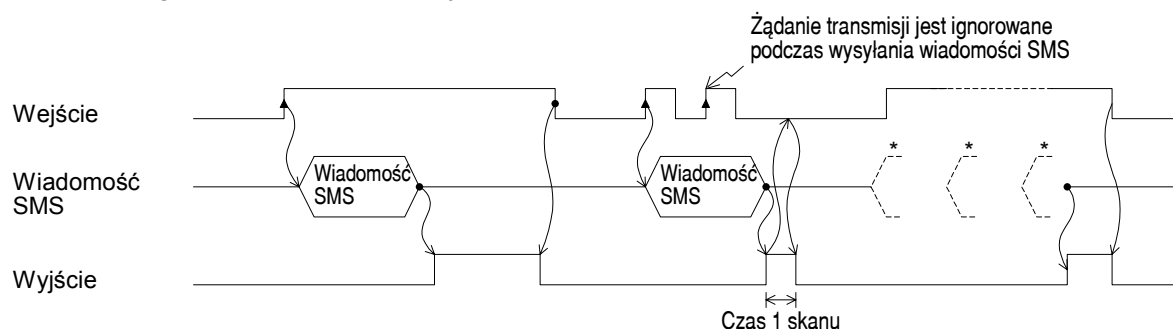 Żądanie transmisji jest ignorowane
podczas wysyłania wiadomości SMS
Wejście
* * *
Wiadomość
SMS
Wiadomość
SMS
Wiadomość
SMS
Wyjście
Czas 1 skanu